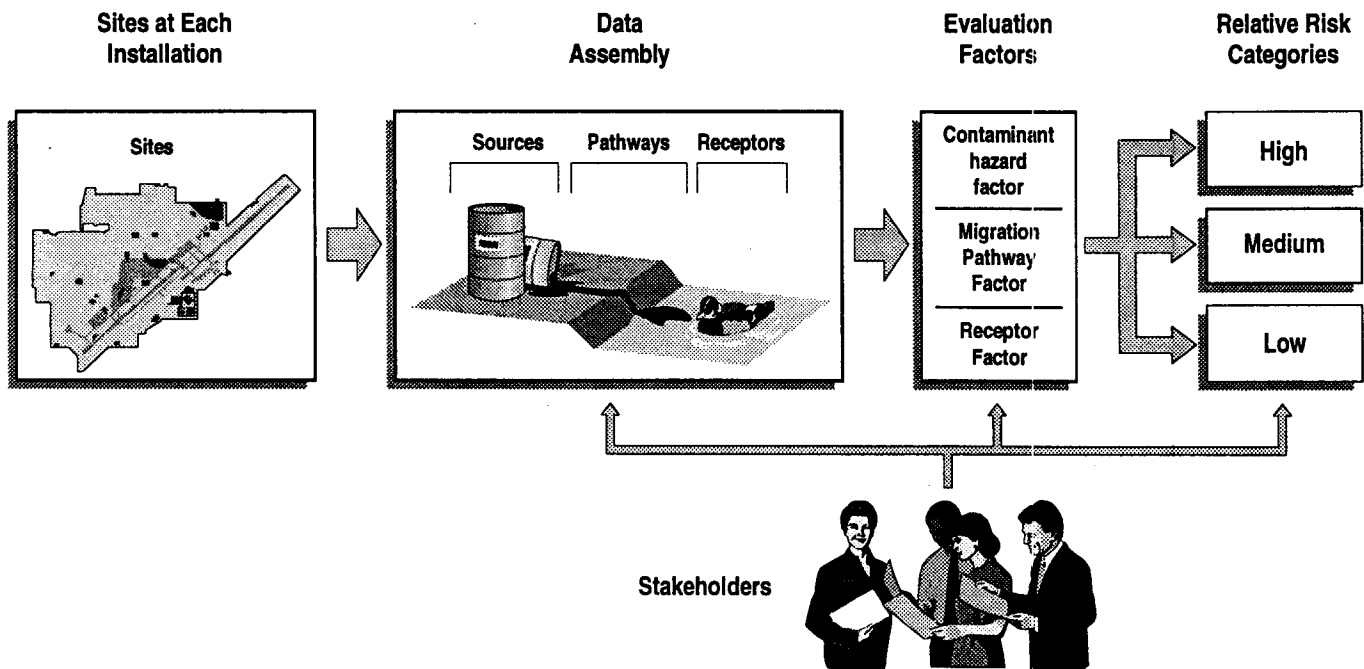 Sites at Each
Installation
Data
Assembly
Evaluation
Factors
Relative Risk
Categories
Sites
Sources
Pathways
Receptors
Contaminant
hazard
factor
Migration
Pathway
Factor
Receptor
Factor
High
Medium
Low
Stakeholders